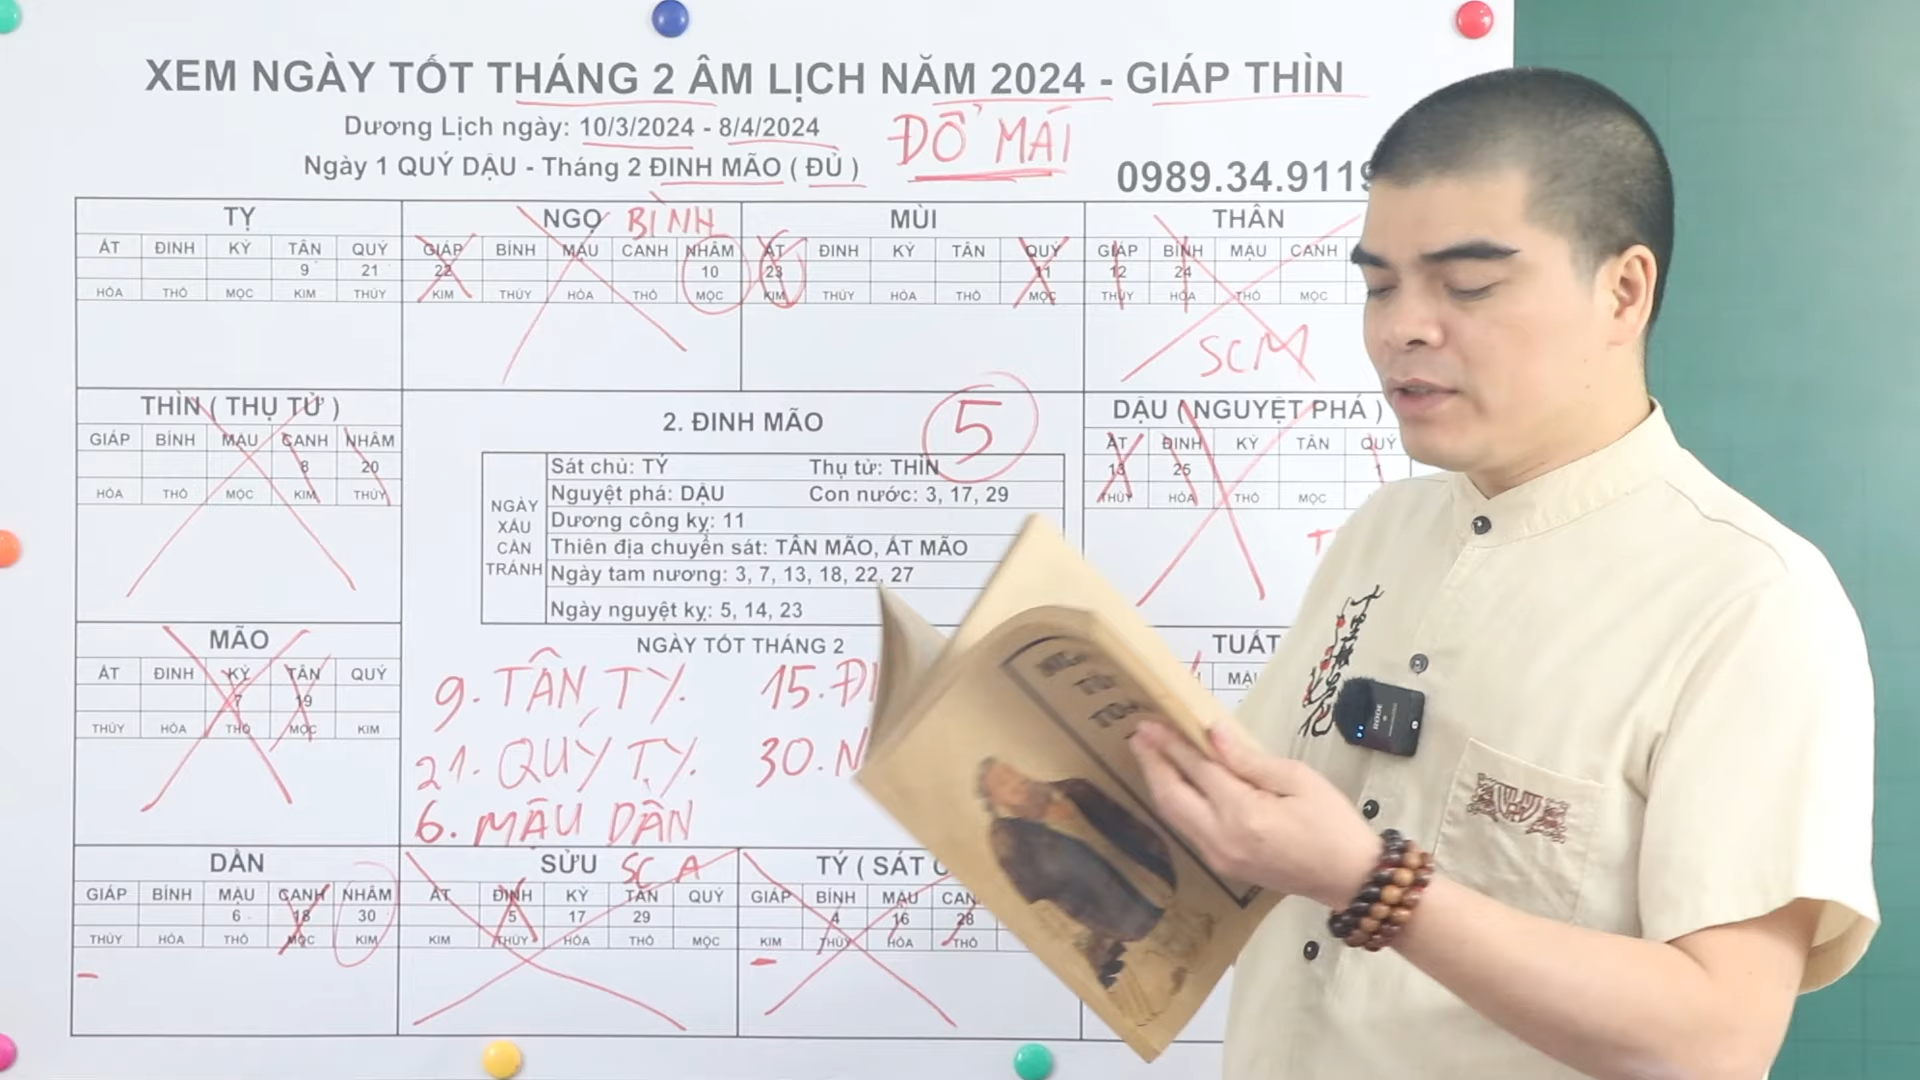 XEM NGÀY TỐT THÁNG 2 ÂM LỊCH NĂM 2024 - GIÁP THÌN
Dương Lịch ngày: 10/3/2024 - 8/4/2024
ĐỔ MÁI
Ngày 1 QUÝ DẬU - Tháng 2 ĐINH MÃO ( ĐỦ )
0989.34.9119
TỴ
ẤT ĐINH KỶ TÂN QUÝ
9 21
HỎA THỔ MỘC KIM THỦY
NGỌ BÌNH
GIÁP BÍNH MẬU CANH NHÂM
22 10
KIM THỦY HỎA THỔ MỘC
MÙI
ẤT ĐINH KỶ TÂN QUÝ
23 11
KIM THỦY HỎA THỔ MỘC
THÂN
GIÁP BÍNH MẬU CANH
12 24
THỦY HỎA THỔ MỘC
SCM
THÌN ( THỤ TỬ )
GIÁP BÍNH MẬU CANH NHÂM
8 20
HỎA THỔ MỘC KIM THỦY
2. ĐINH MÃO
5
NGÀY XẤU CẦN TRÁNH
Sát chủ: TÝ Thụ tử: THÌN
Nguyệt phá: DẬU Con nước: 3, 17, 29
Dương công kỵ: 11
Thiên địa chuyển sát: TÂN MÃO, ẤT MÃO
Ngày tam nương: 3, 7, 13, 18, 22, 27
Ngày nguyệt kỵ: 5, 14, 23
DẬU ( NGUYỆT PHÁ )
ẤT ĐINH KỶ TÂN QUÝ
13 25 1
THỦY HỎA THỔ MỘC
MÃO
ẤT ĐINH KỶ TÂN QUÝ
7 19
THỦY HỎA THỔ MỘC KIM
NGÀY TỐT THÁNG 2
9. TÂN TỴ. 15. Đ
21. QUÝ TỴ. 30. N
6. MẬU DẦN
TUẤT
MẬU
DẦN
GIÁP BÍNH MẬU CANH NHÂM
6 18 30
THỦY HỎA THỔ MỘC KIM
SỬU SCA
ẤT ĐINH KỶ TÂN QUÝ
5 17 29
KIM THỦY HỎA THỔ MỘC
TÝ ( SÁT C
GIÁP BÍNH MẬU CAN
4 16 28
KIM THỦY HỎA THỔ
RODE